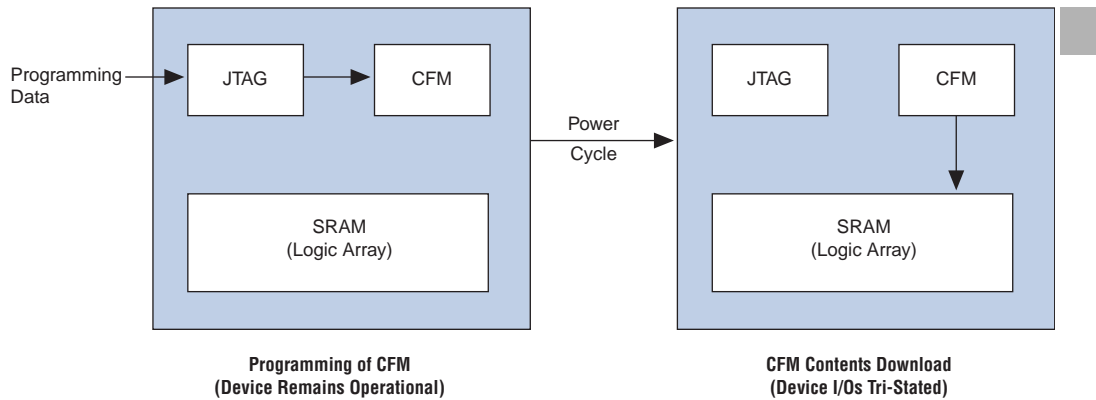 Programming
Data
JTAG
CFM
SRAM
(Logic Array)
Programming of CFM
(Device Remains Operational)
Power
Cycle
JTAG
CFM
SRAM
(Logic Array)
CFM Contents Download
(Device I/Os Tri-Stated)